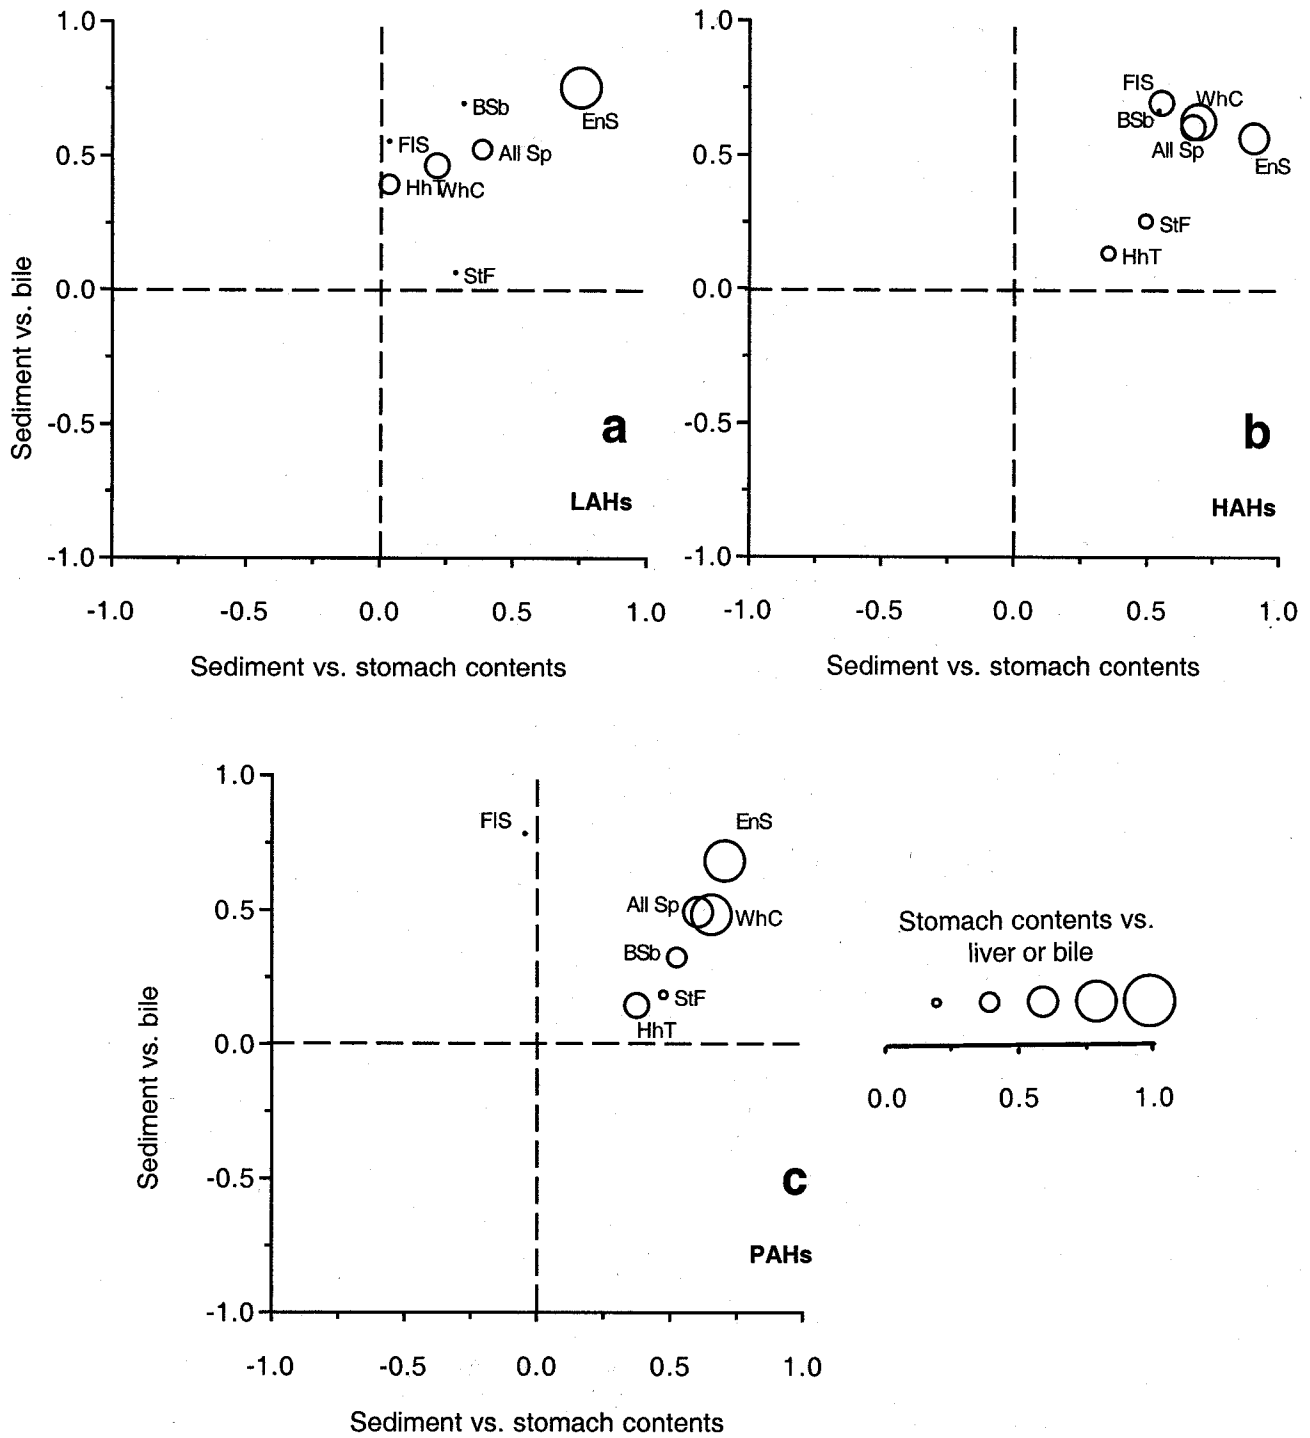 1.0
0.5
0.0
-0.5
-1.0
Sediment vs. bile
BSb
EnS
FIS
All Sp
HhT
WhC
StF
a
LAHs
-1.0 -0.5 0.0 0.5 1.0
Sediment vs. stomach contents
1.0
0.5
0.0
-0.5
-1.0
FIS
WhC
BSb
All Sp
EnS
StF
HhT
b
HAHs
-1.0 -0.5 0.0 0.5 1.0
Sediment vs. stomach contents
1.0
0.5
0.0
-0.5
-1.0
Sediment vs. bile
FIS
EnS
All Sp
WhC
BSb
StF
HhT
c
PAHs
-1.0 -0.5 0.0 0.5 1.0
Sediment vs. stomach contents
Stomach contents vs.
liver or bile
0.0 0.5 1.0